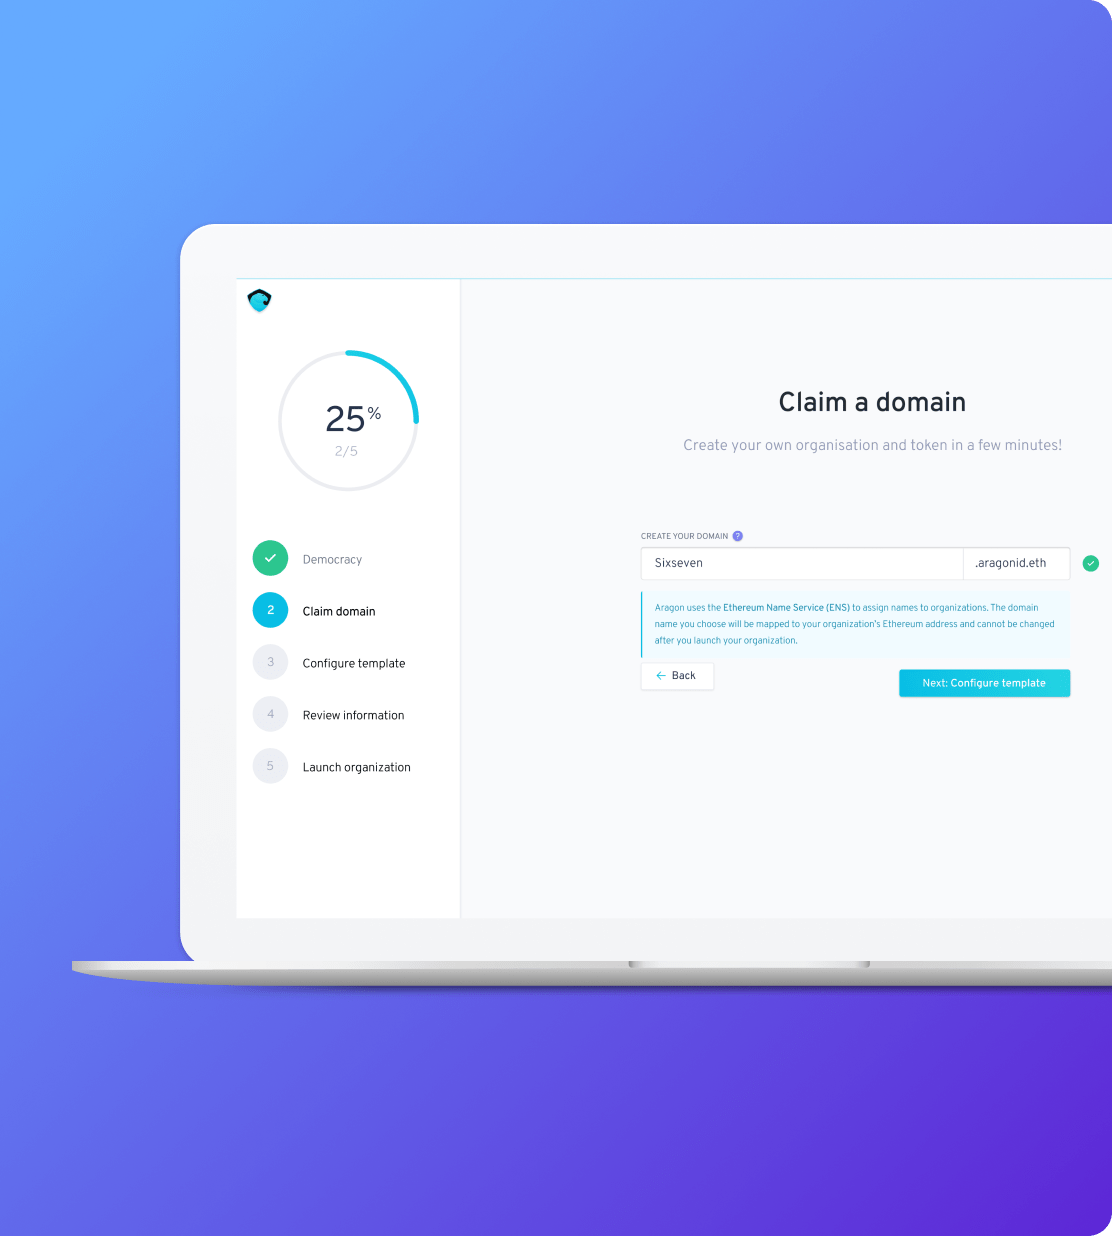 25%
2/5
Democracy
2 Claim domain
3 Configure template
4 Review information
5 Launch organization
Claim a domain
Create your own organisation and token in a few minutes!
CREATE YOUR DOMAIN ?
Sixseven .aragonid.eth
Aragon uses the Ethereum Name Service (ENS) to assign names to organizations. The domain
name you choose will be mapped to your organization's Ethereum address and cannot be changed
after you launch your organization.
← Back
Next: Configure template